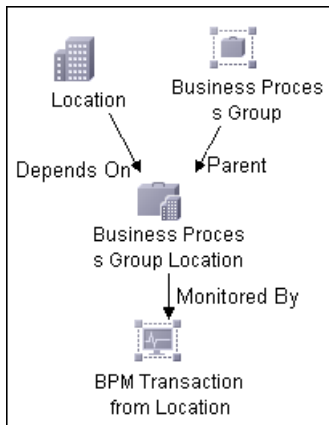 Location
Business Proces
s Group
Depends On
Parent
Business Proces
s Group Location
Monitored By
BPM Transaction
from Location